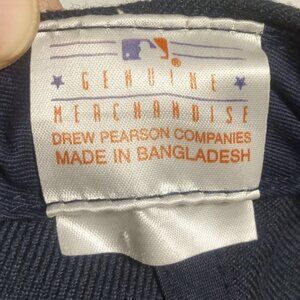 ®
GENUINE
MERCHANDISE
DREW PEARSON COMPANIES
MADE IN BANGLADESH